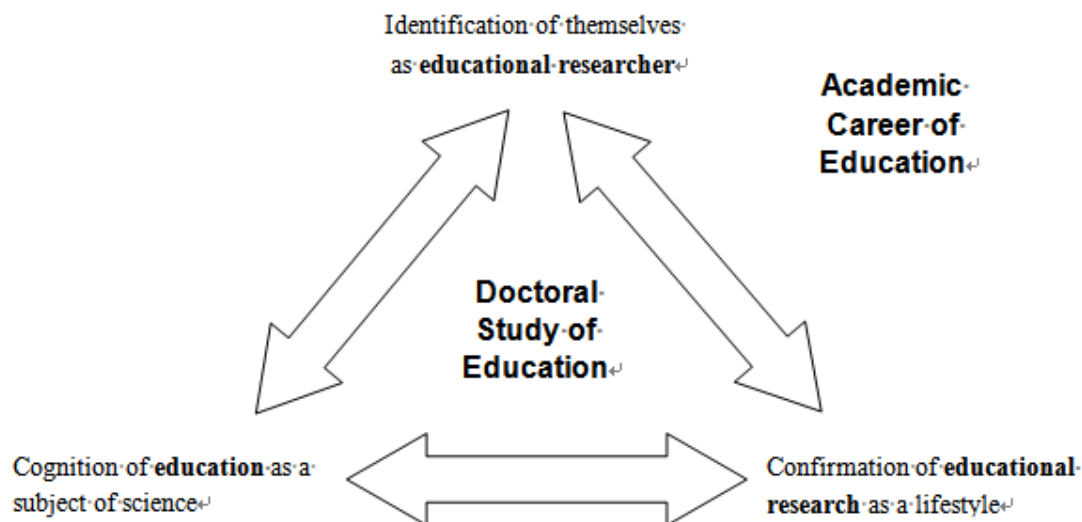 Identification of themselves
as educational researcher
Academic
Career of
Education
Doctoral
Study of
Education
Cognition of education as a
subject of science
Confirmation of educational
research as a lifestyle